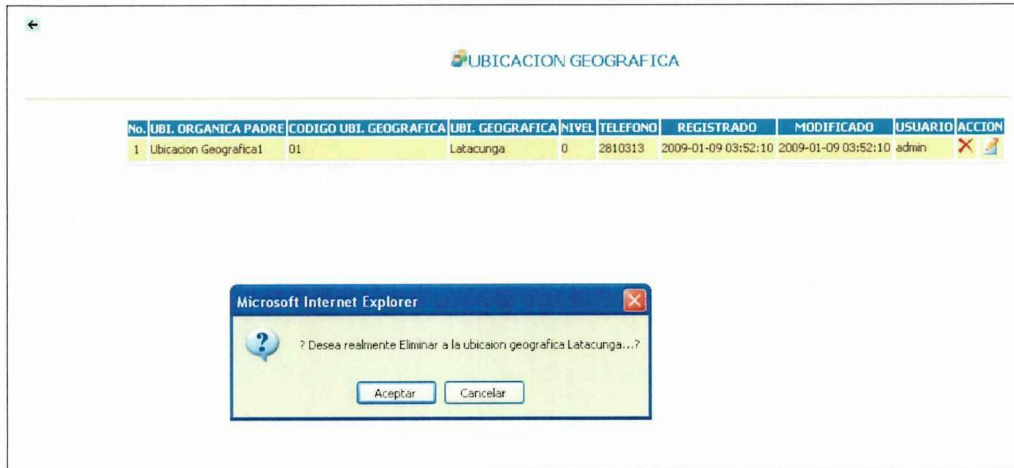 UBICACION GEOGRAFICA
No. UBI. ORGANICA PADRE CODIGO UBI. GEOGRAFICA UBI. GEOGRAFICA NIVEL TELEFONO REGISTRADO MODIFICADO USUARIO ACCION
1 Ubicacion Geografica1 01 Latacunga 0 2810313 2009-01-09 03:52:10 2009-01-09 03:52:10 admin
Microsoft Internet Explorer
? Desea realmente Eliminar a la ubicaion geografica Latacunga...?
Aceptar Cancelar